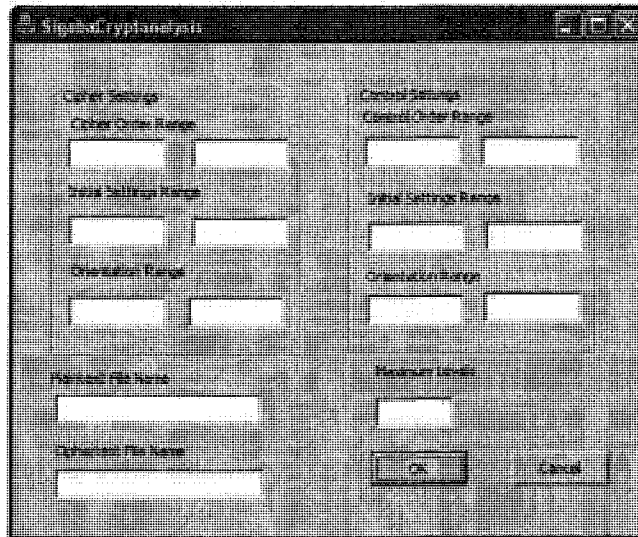 SigabaCryptanalysis
Cipher Settings
Cipher Order Range
Initial Settings Range
Orientation Range
Control Settings
Control Order Range
Initial Settings Range
Orientation Range
Plaintext File Name
Ciphertext File Name
Maximum Levels
OK
Cancel